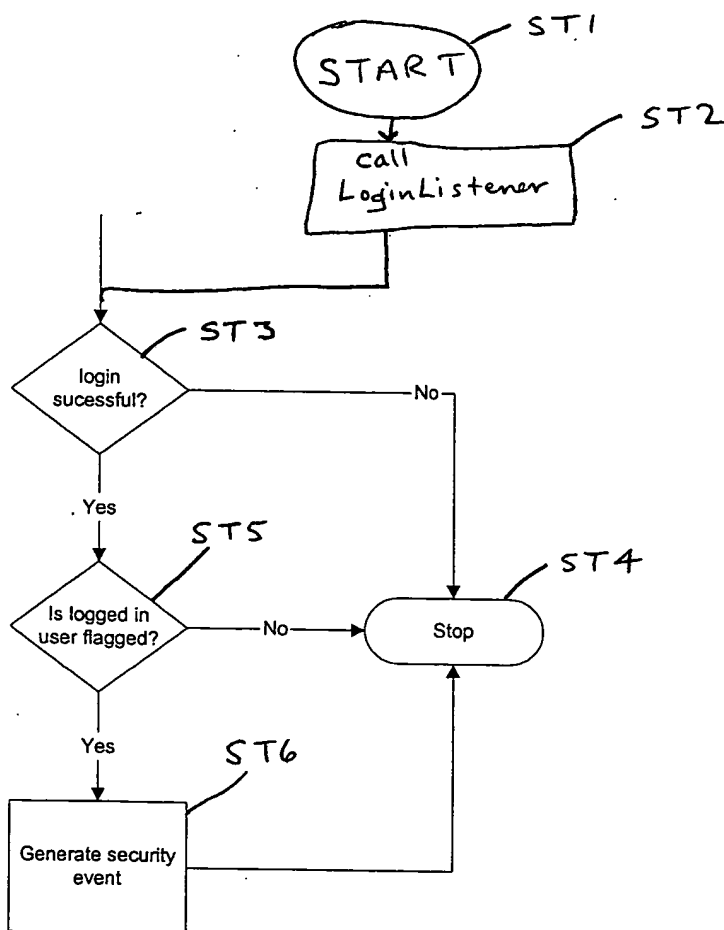 ST1
START
ST2
call
LoginListener
ST3
login
sucessful?
No
Yes
ST5
ST4
Is logged in
user flagged?
No
Stop
Yes
ST6
Generate security
event